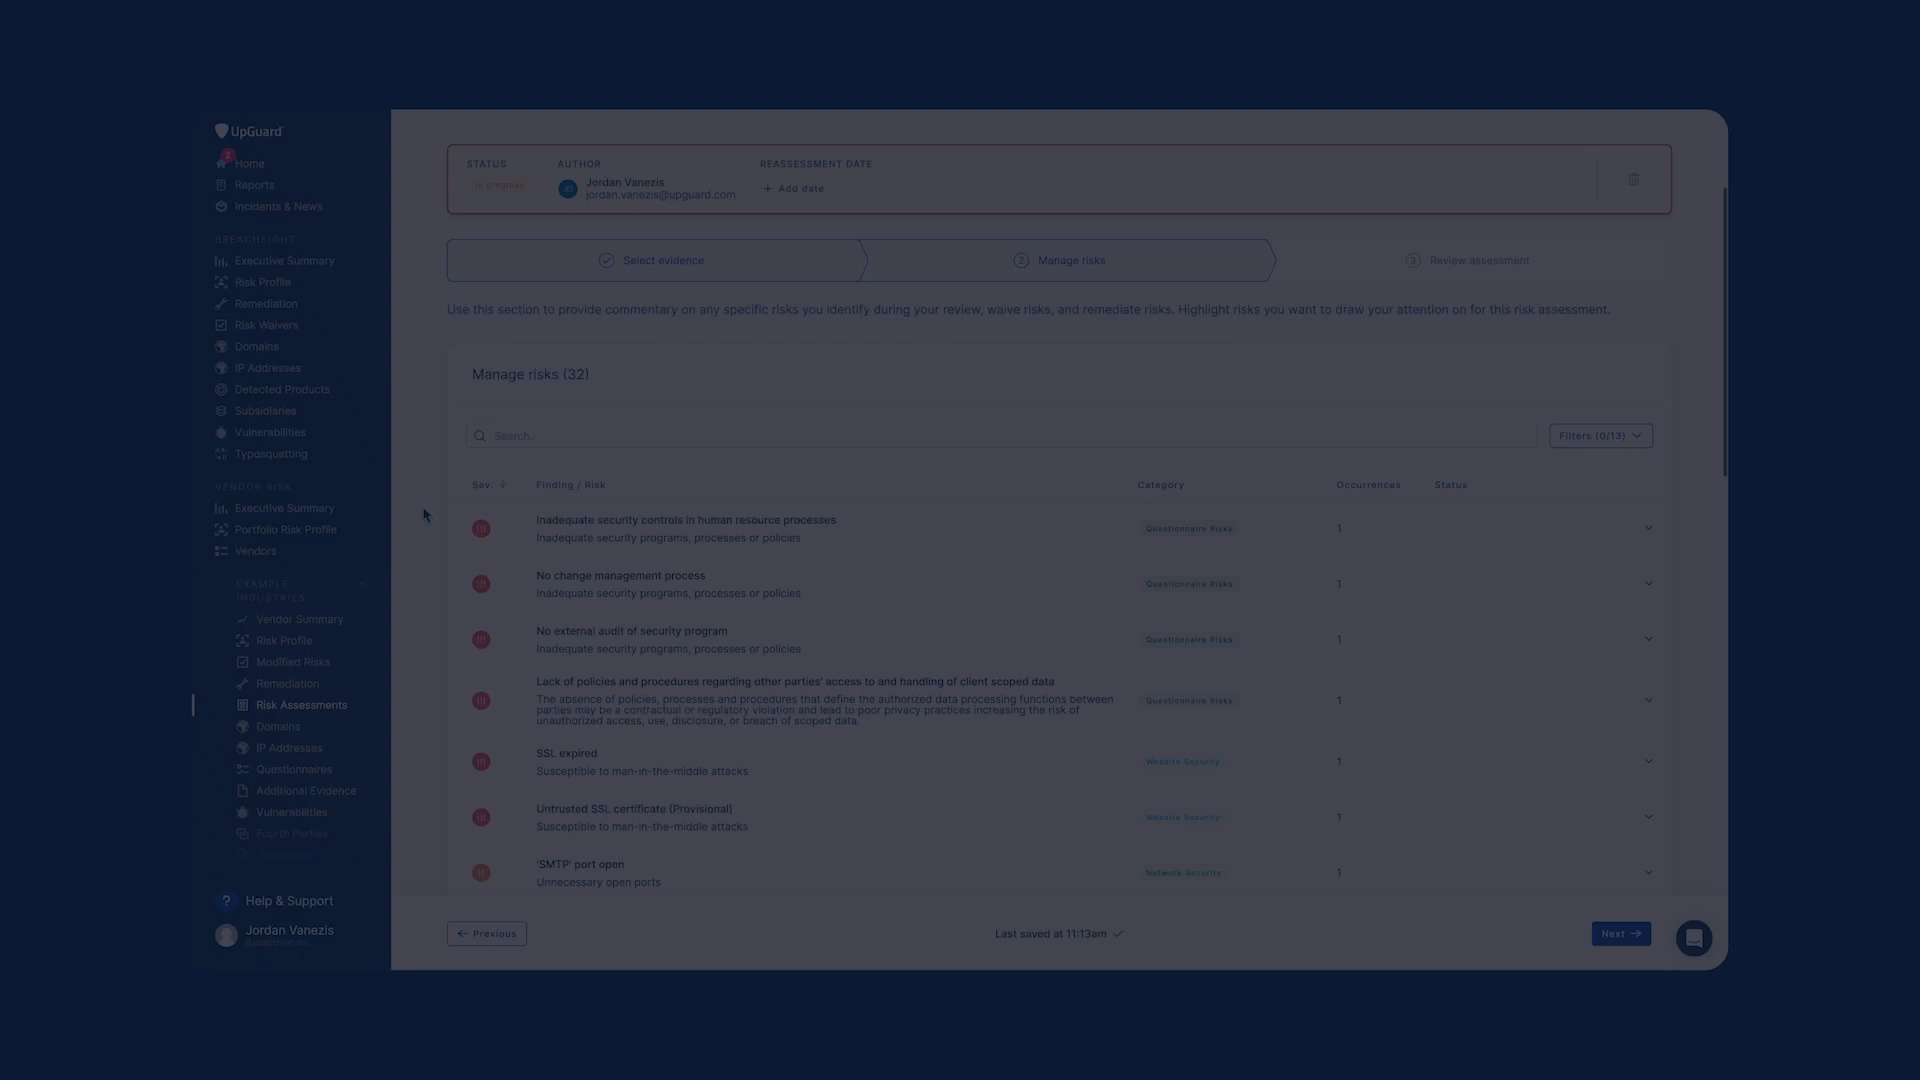 UpGuard
2
Home
Reports
Incidents & News
BREACHSIGHT
Executive Summary
Risk Profile
Remediation
Risk Waivers
Domains
IP Addresses
Detected Products
Subsidiaries
Vulnerabilities
Typosquatting
VENDOR RISK
Executive Summary
Portfolio Risk Profile
Vendors
EXAMPLE
INDUSTRIES
Vendor Summary
Risk Profile
Modified Risks
Remediation
Risk Assessments
Domains
IP Addresses
Questionnaires
Additional Evidence
Vulnerabilities
Fourth Parties
? Help & Support
Jordan Vanezis
STATUS AUTHOR REASSESSMENT DATE
In progress JO Jordan Vanezis + Add date
jordan.vanezis@upguard.com
Select evidence 2 Manage risks 3 Review assessment
Use this section to provide commentary on any specific risks you identify during your review, waive risks, and remediate risks. Highlight risks you want to draw your attention on for this risk assessment.
Manage risks (32)
Search... Filters (0/13)
Sev. ↓ Finding / Risk Category Occurrences Status
!!! Inadequate security controls in human resource processes Questionnaire Risks 1
Inadequate security programs, processes or policies
!!! No change management process Questionnaire Risks 1
Inadequate security programs, processes or policies
!!! No external audit of security program Questionnaire Risks 1
Inadequate security programs, processes or policies
!!! Lack of policies and procedures regarding other parties' access to and handling of client scoped data Questionnaire Risks 1
The absence of policies, processes and procedures that define the authorized data processing functions between
parties may be a contractual or regulatory violation and lead to poor privacy practices increasing the risk of
unauthorized access, use, disclosure, or breach of scoped data.
!!! SSL expired Website Security 1
Susceptible to man-in-the-middle attacks
!!! Untrusted SSL certificate (Provisional) Website Security 1
Susceptible to man-in-the-middle attacks
!! 'SMTP' port open Network Security 1
Unnecessary open ports
← Previous Last saved at 11:13am Next →